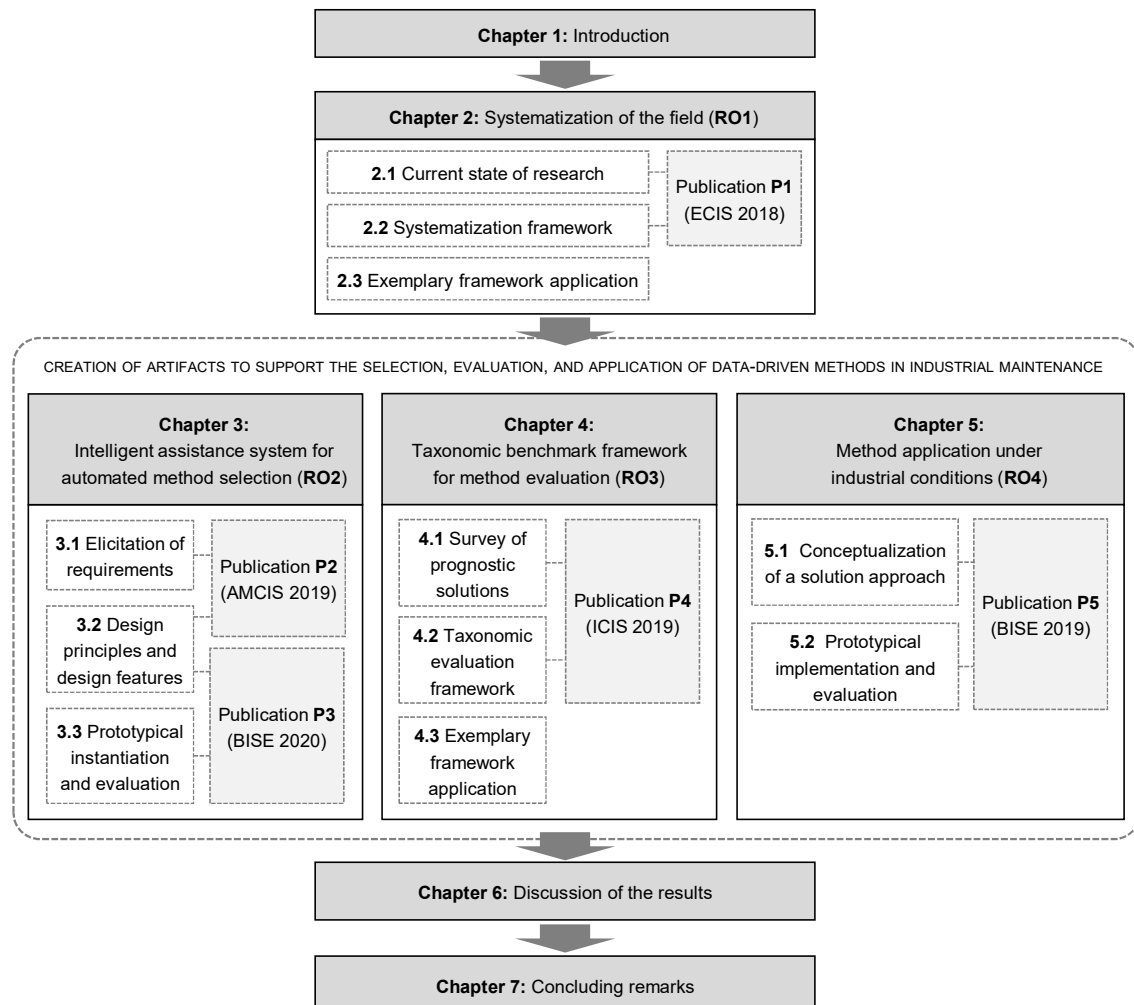 Chapter 1: Introduction
Chapter 2: Systematization of the field (RO1)
2.1 Current state of research
2.2 Systematization framework
2.3 Exemplary framework application
Publication P1
(ECIS 2018)
CREATION OF ARTIFACTS TO SUPPORT THE SELECTION, EVALUATION, AND APPLICATION OF DATA-DRIVEN METHODS IN INDUSTRIAL MAINTENANCE
Chapter 3:
Intelligent assistance system for
automated method selection (RO2)
3.1 Elicitation of
requirements
3.2 Design
principles and
design features
3.3 Prototypical
instantiation
and evaluation
Publication P2
(AMCIS 2019)
Publication P3
(BISE 2020)
Chapter 4:
Taxonomic benchmark framework
for method evaluation (RO3)
4.1 Survey of
prognostic
solutions
4.2 Taxonomic
evaluation
framework
4.3 Exemplary
framework
application
Publication P4
(ICIS 2019)
Chapter 5:
Method application under
industrial conditions (RO4)
5.1 Conceptualization
of a solution approach
5.2 Prototypical
implementation and
evaluation
Publication P5
(BISE 2019)
Chapter 6: Discussion of the results
Chapter 7: Concluding remarks